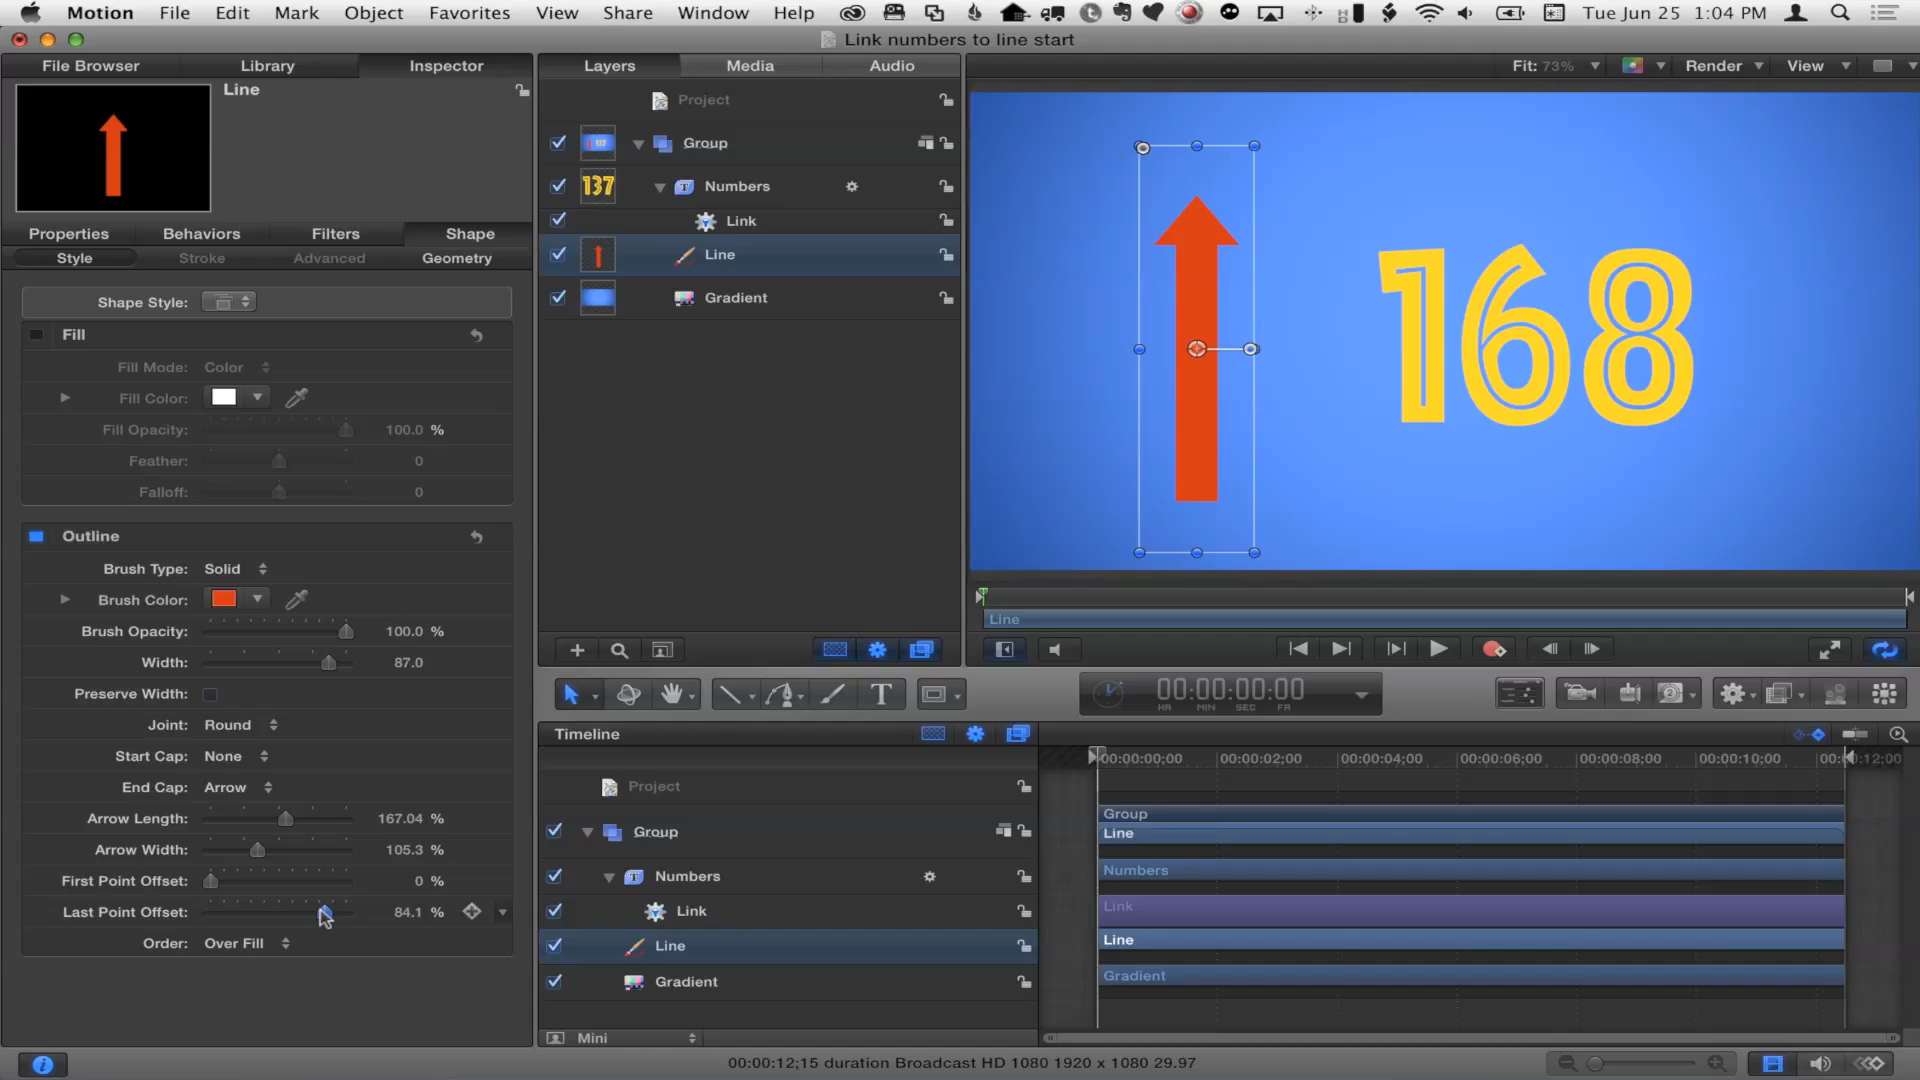 Motion File Edit Mark Object Favorites View Share Window Help Tue Jun 25 1:04 PM
Link numbers to line start
File Browser Library Inspector
Line
Properties Behaviors Filters Shape
Style Stroke Advanced Geometry
Shape Style:
Fill
Fill Mode: Color
Fill Color:
Fill Opacity: 100.0 %
Feather: 0
Falloff: 0
Outline
Brush Type: Solid
Brush Color:
Brush Opacity: 100.0 %
Width: 87.0
Preserve Width:
Joint: Round
Start Cap: None
End Cap: Arrow
Arrow Length: 167.04 %
Arrow Width: 105.3 %
First Point Offset: 0 %
Last Point Offset: 84.1 %
Order: Over Fill
Layers Media Audio
Project
Group
137 T Numbers
Link
Line
Gradient
Fit: 73% Render View
168
Line
T
00:00:00:00
HR MIN SEC FR
Timeline
Project
Group
T Numbers
Link
Line
Gradient
Mini
00:00:00;00 00:00:02;00 00:00:04;00 00:00:06;00 00:00:08;00 00:00:10;00 00:00:12;00
Group
Line
Numbers
Link
Line
Gradient
00:00:12;15 duration Broadcast HD 1080 1920 x 1080 29.97